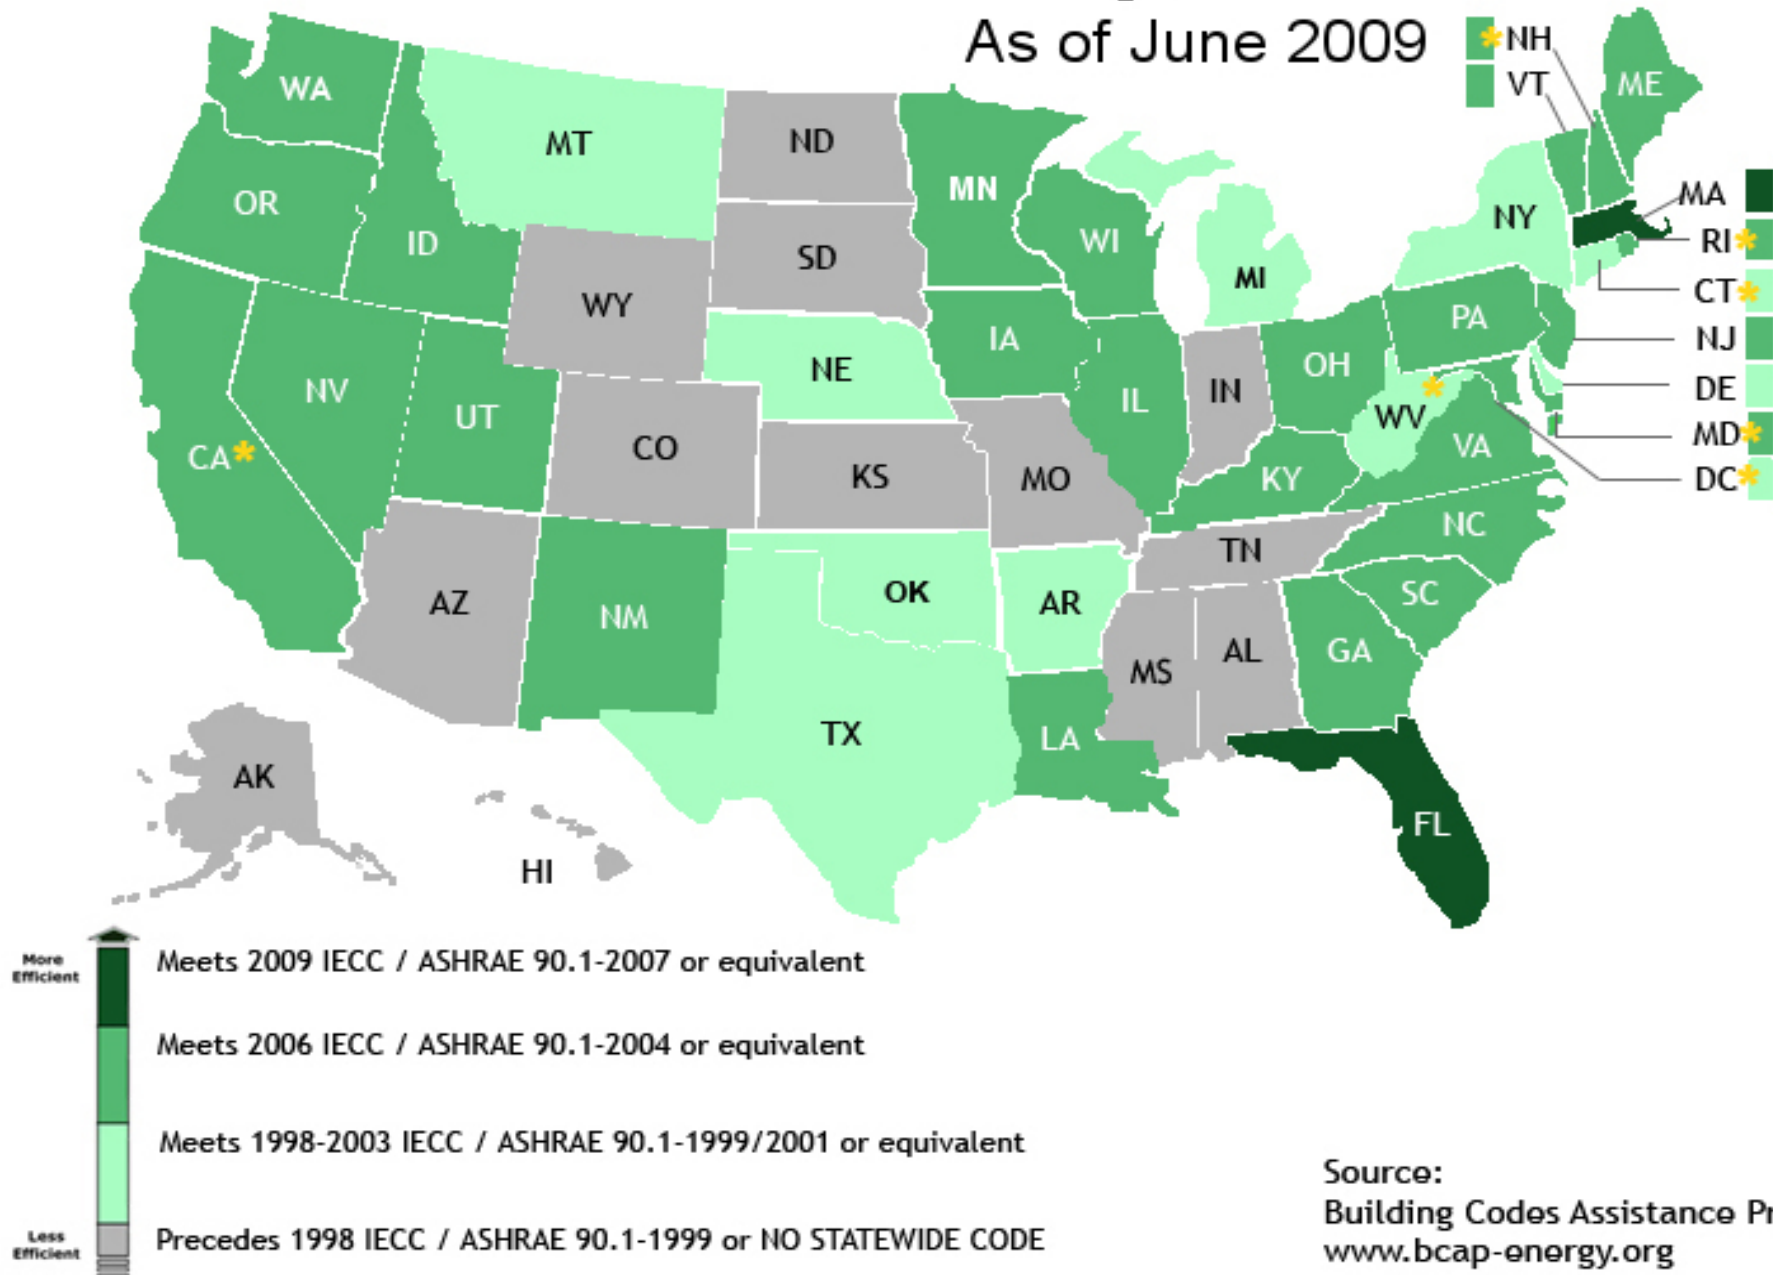 As of June 2009
*NH
VT
ME
WA
MT
ND
MN
OR
ID
SD
WI
MI
NY
MA
RI*
CT*
WY
IA
PA
NJ
NE
OH
DE
NV
UT
IL
IN
WV
*
MD*
CA*
CO
KS
MO
KY
VA
DC*
NC
TN
AZ
NM
OK
AR
SC
MS
AL
GA
TX
LA
AK
FL
HI
More
Efficient
Meets 2009 IECC / ASHRAE 90.1-2007 or equivalent
Meets 2006 IECC / ASHRAE 90.1-2004 or equivalent
Meets 1998-2003 IECC / ASHRAE 90.1-1999/2001 or equivalent
Less
Efficient
Precedes 1998 IECC / ASHRAE 90.1-1999 or NO STATEWIDE CODE
Source:
Building Codes Assistance Pr
www.bcap-energy.org